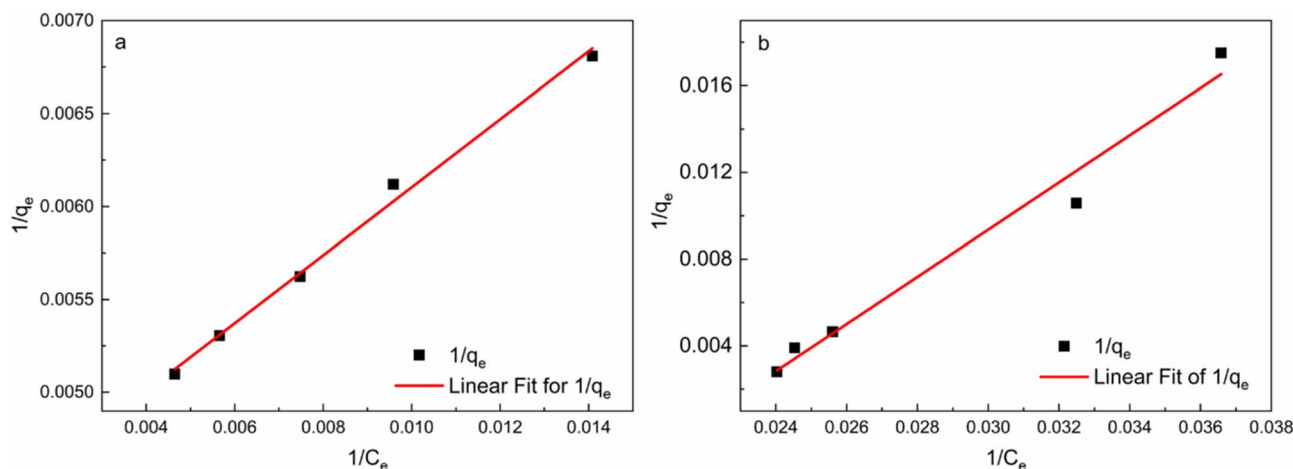 a
0.0070
0.0065
0.0060
0.0055
0.0050
1/qe
0.004 0.006 0.008 0.010 0.012 0.014
1/Ce
1/qe
Linear Fit for 1/qe
b
0.016
0.012
0.008
0.004
1/qe
0.024 0.026 0.028 0.030 0.032 0.034 0.036 0.038
1/Ce
1/qe
Linear Fit of 1/qe